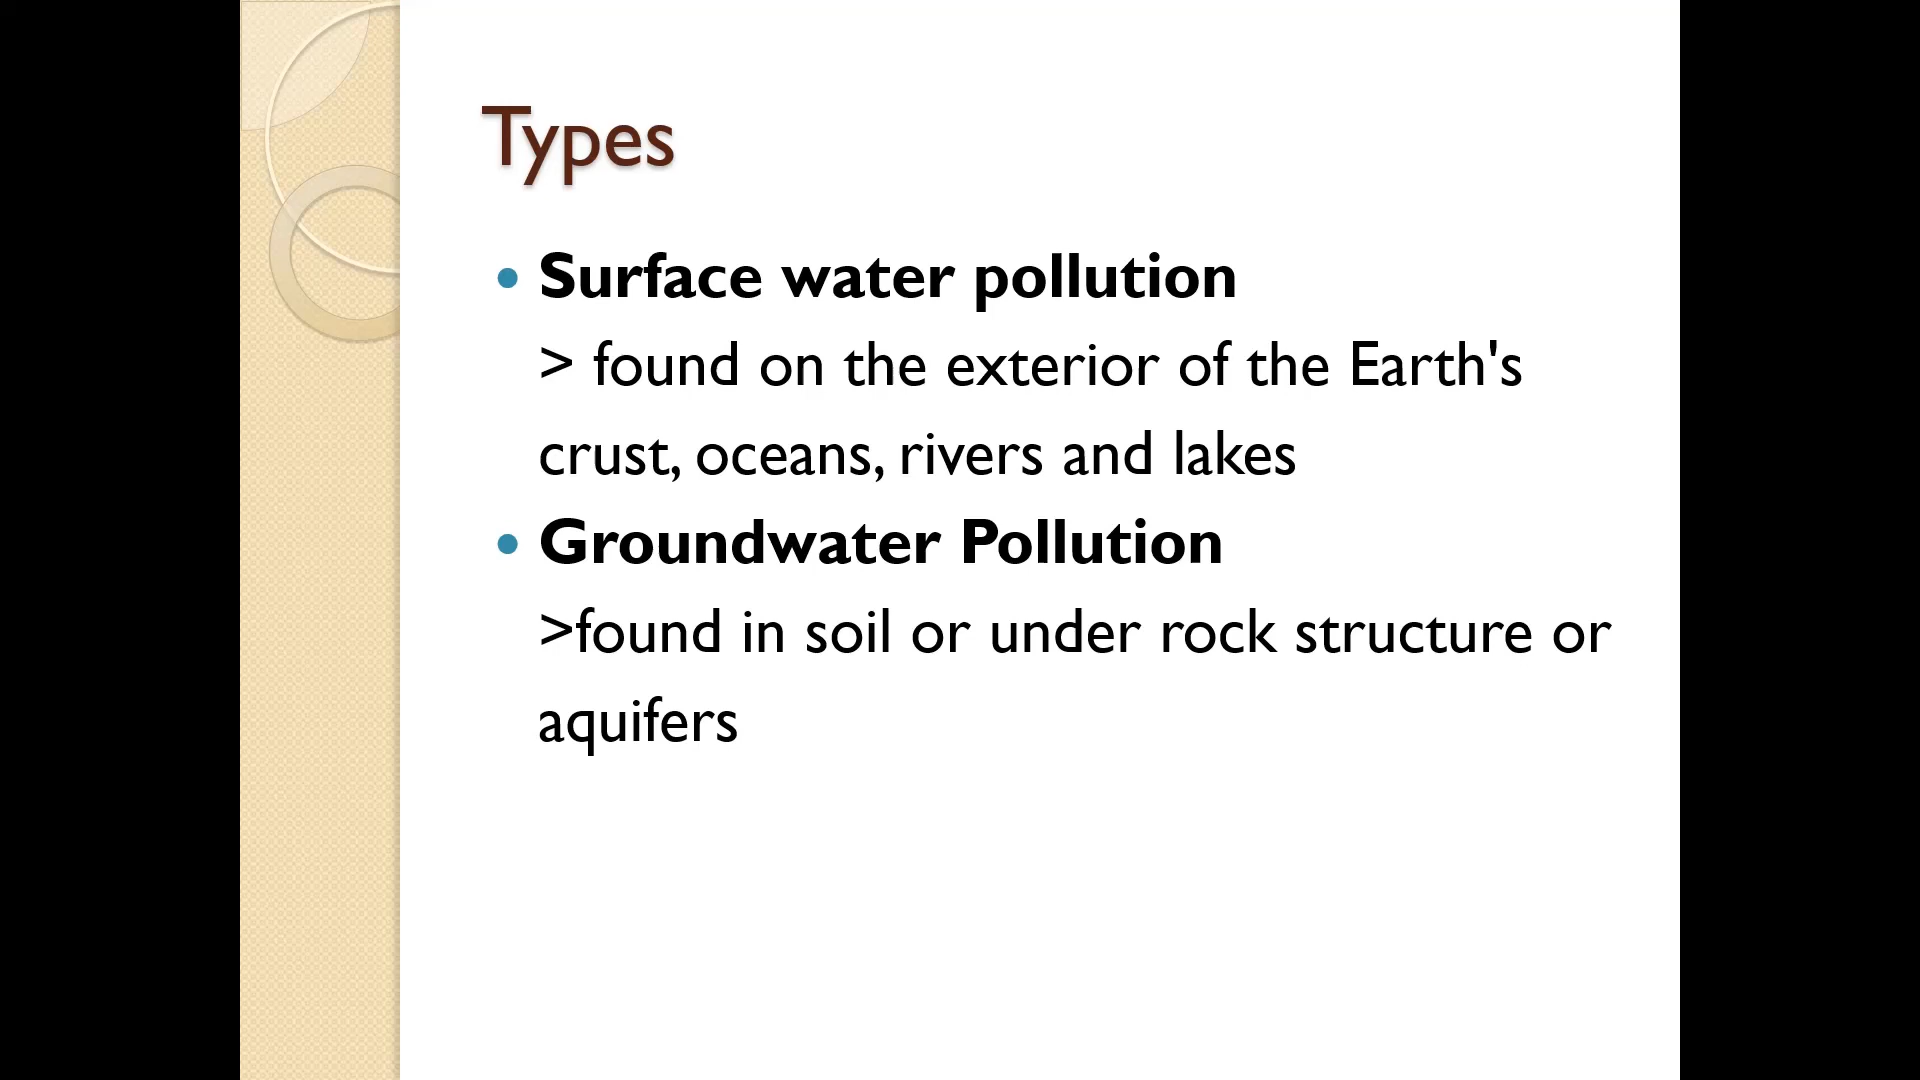 Types
• Surface water pollution
> found on the exterior of the Earth's
crust, oceans, rivers and lakes
• Groundwater Pollution
>found in soil or under rock structure or
aquifers